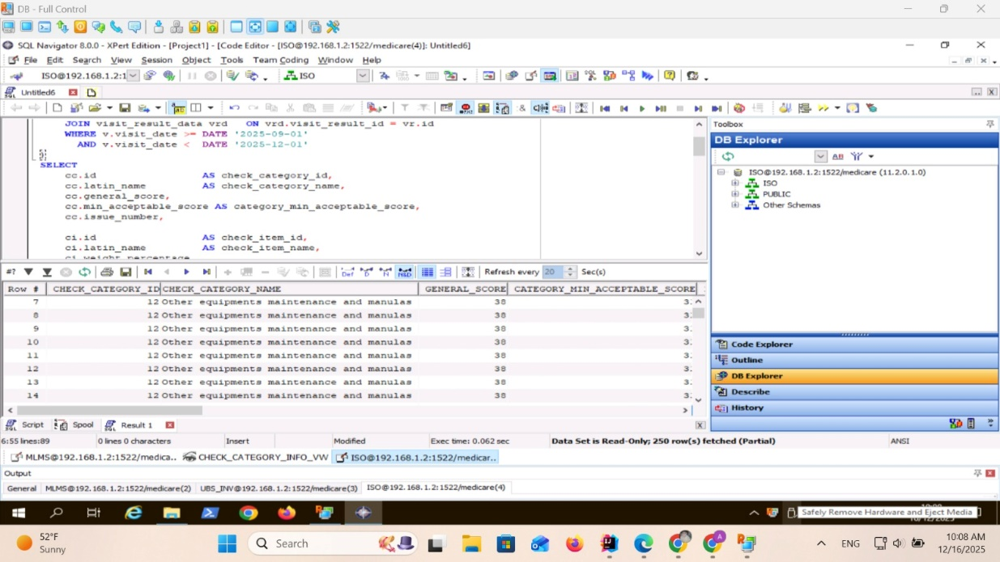 DB - Full Control
SQL Navigator 8.0.0 - XPert Edition - [Project1] - [Code Editor - [ISO@192.168.1.2:1522/medicare(4)]: Untitled6]
File Edit Search View Session Object Tools Team Coding Window Help
ISO@192.168.1.2:1 ISO
Untitled6
JOIN visit_result_data vrd ON vrd.visit_result_id = vr.id
WHERE v.visit_date >= DATE '2025-09-01'
AND v.visit_date < DATE '2025-12-01'
)
SELECT
cc.id AS check_category_id,
cc.latin_name AS check_category_name,
cc.general_score,
cc.min_acceptable_score AS category_min_acceptable_score,
cc.issue_number,
ci.id AS check_item_id,
ci.latin_name AS check_item_name,
ci.weight_percentage
Toolbox
DB Explorer
AB
ISO@192.168.1.2:1522/medicare (11.2.0.1.0)
ISO
PUBLIC
Other Schemas
#? Def D N N&D Refresh every 20 Sec(s)
Row # CHECK_CATEGORY_ID CHECK_CATEGORY_NAME GENERAL_SCORE CATEGORY_MIN_ACCEPTABLE_SCORE
7 12 Other equipments maintenance and manulas 38 3
8 12 Other equipments maintenance and manulas 38 3
9 12 Other equipments maintenance and manulas 38 3
10 12 Other equipments maintenance and manulas 38 3
11 12 Other equipments maintenance and manulas 38 3
12 12 Other equipments maintenance and manulas 38 3
13 12 Other equipments maintenance and manulas 38 3
14 12 Other equipments maintenance and manulas 38 3
Code Explorer
Outline
DB Explorer
Describe
History
Script Spool Result 1
6:55 lines:89 0 lines 0 characters Insert Modified Exec time: 0.062 sec Data Set is Read-Only; 250 row(s) fetched (Partial) ANSI
MLMS@192.168.1.2:1522/medica.. CHECK_CATEGORY_INFO_VW ISO@192.168.1.2:1522/medicar..
Output
General MLMS@192.168.1.2:1522/medicare(2) UBS_INV@192.168.1.2:1522/medicare(3) ISO@192.168.1.2:1522/medicare(4)
Safely Remove Hardware and Eject Media
52°F
Sunny
Search
ENG
10:08 AM
12/16/2025